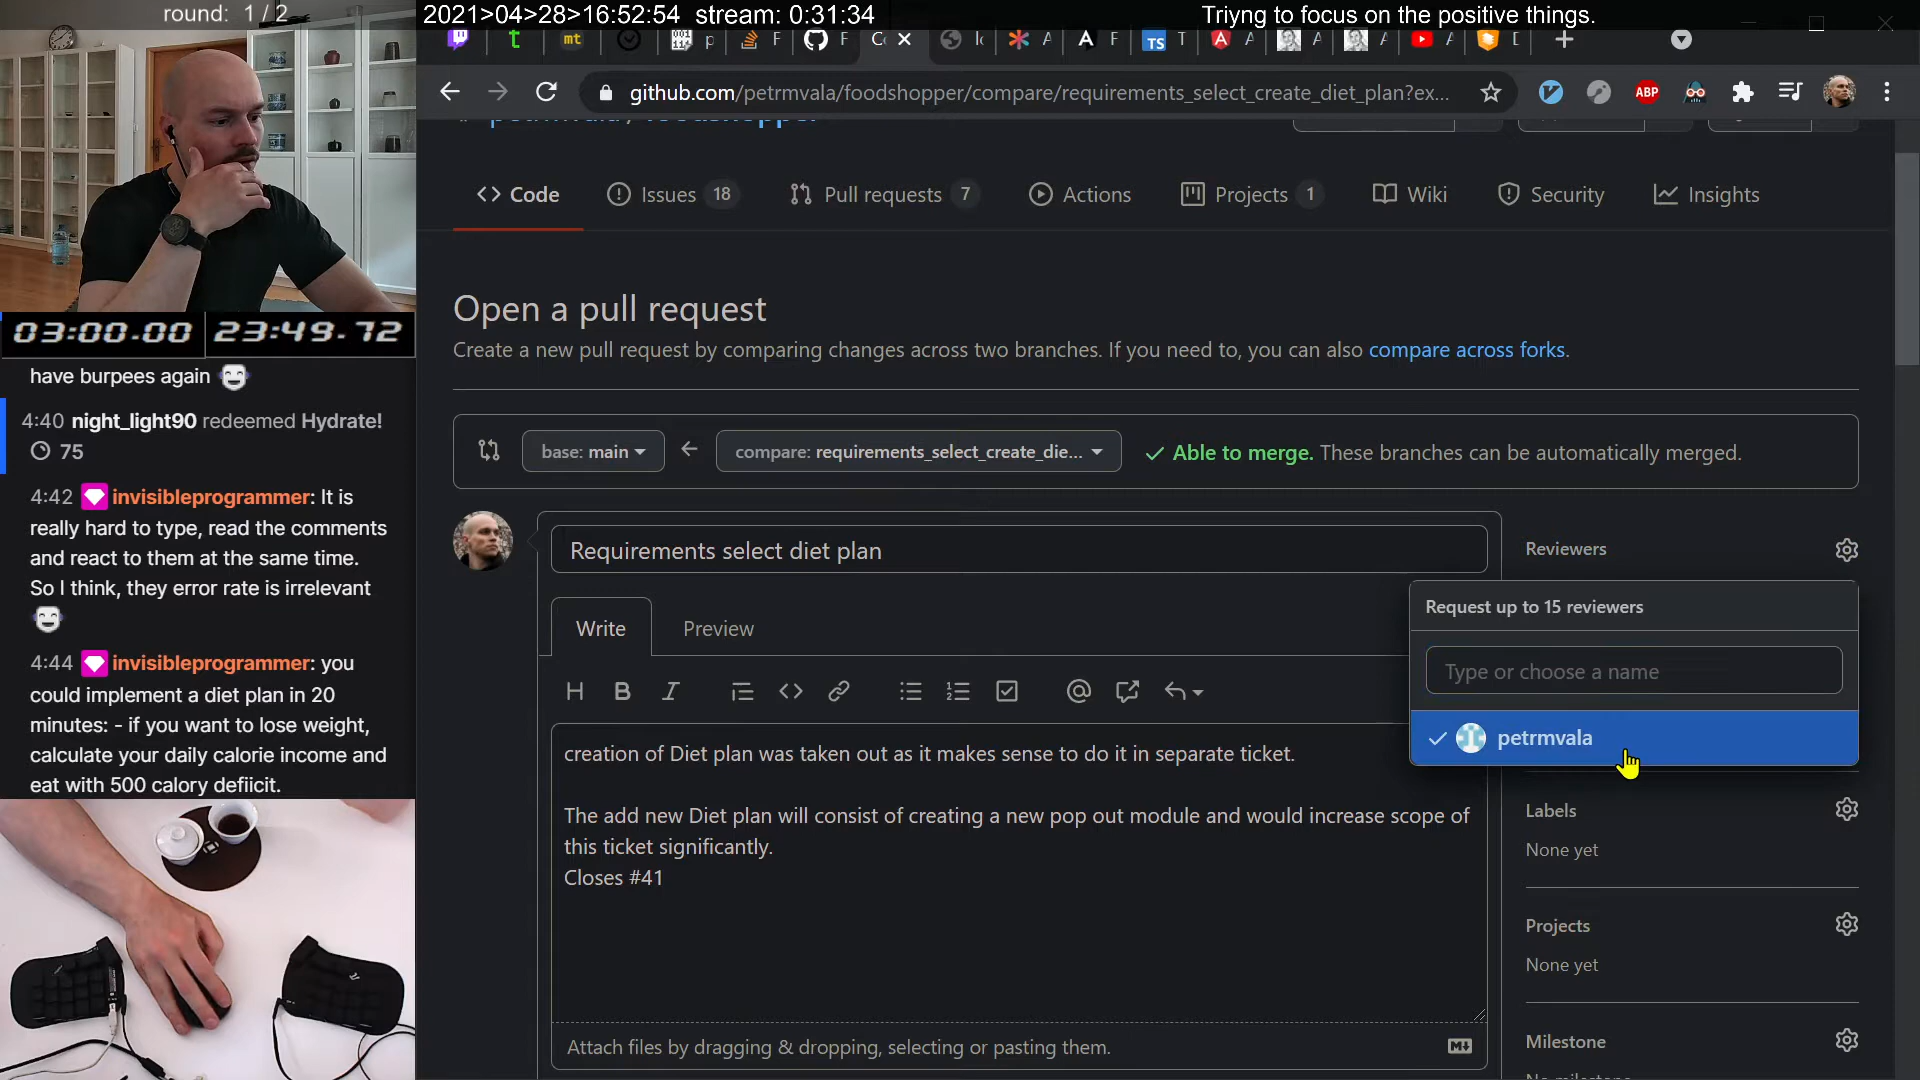 round: 1 / 2
2021>04>28>16:52:54 stream: 0:31:34
Triyng to focus on the positive things.
github.com/petrmvala/foodshopper/compare/requirements_select_create_diet_plan?ex...
ABP
Code
Issues 18
Pull requests 7
Actions
Projects 1
Wiki
Security
Insights
Open a pull request
Create a new pull request by comparing changes across two branches. If you need to, you can also compare across forks.
base: main
compare: requirements_select_create_die...
Able to merge. These branches can be automatically merged.
Requirements select diet plan
Write
Preview
creation of Diet plan was taken out as it makes sense to do it in separate ticket.
The add new Diet plan will consist of creating a new pop out module and would increase scope of
this ticket significantly.
Closes #41
Attach files by dragging & dropping, selecting or pasting them.
Reviewers
Request up to 15 reviewers
Type or choose a name
petrmvala
Labels
None yet
Projects
None yet
Milestone
03:00.00
23:49.72
have burpees again
4:40 night_light90 redeemed Hydrate!
75
4:42 invisibleprogrammer: It is
really hard to type, read the comments
and react to them at the same time.
So I think, they error rate is irrelevant
4:44 invisibleprogrammer: you
could implement a diet plan in 20
minutes: - if you want to lose weight,
calculate your daily calorie income and
eat with 500 calory defiicit.